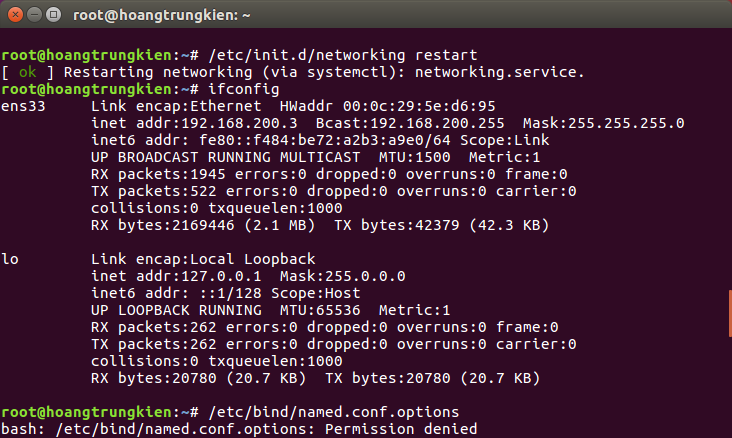 root@hoangtrungkien: ~
root@hoangtrungkien:~# /etc/init.d/networking restart
[ ok ] Restarting networking (via systemctl): networking.service.
root@hoangtrungkien:~# ifconfig
ens33     Link encap:Ethernet  HWaddr 00:0c:29:5e:d6:95
          inet addr:192.168.200.3  Bcast:192.168.200.255  Mask:255.255.255.0
          inet6 addr: fe80::f484:be72:a2b3:a9e0/64 Scope:Link
          UP BROADCAST RUNNING MULTICAST  MTU:1500  Metric:1
          RX packets:1945 errors:0 dropped:0 overruns:0 frame:0
          TX packets:522 errors:0 dropped:0 overruns:0 carrier:0
          collisions:0 txqueuelen:1000
          RX bytes:2169446 (2.1 MB)  TX bytes:42379 (42.3 KB)
lo        Link encap:Local Loopback
          inet addr:127.0.0.1  Mask:255.0.0.0
          inet6 addr: ::1/128 Scope:Host
          UP LOOPBACK RUNNING  MTU:65536  Metric:1
          RX packets:262 errors:0 dropped:0 overruns:0 frame:0
          TX packets:262 errors:0 dropped:0 overruns:0 carrier:0
          collisions:0 txqueuelen:1000
          RX bytes:20780 (20.7 KB)  TX bytes:20780 (20.7 KB)
root@hoangtrungkien:~# /etc/bind/named.conf.options
bash: /etc/bind/named.conf.options: Permission denied